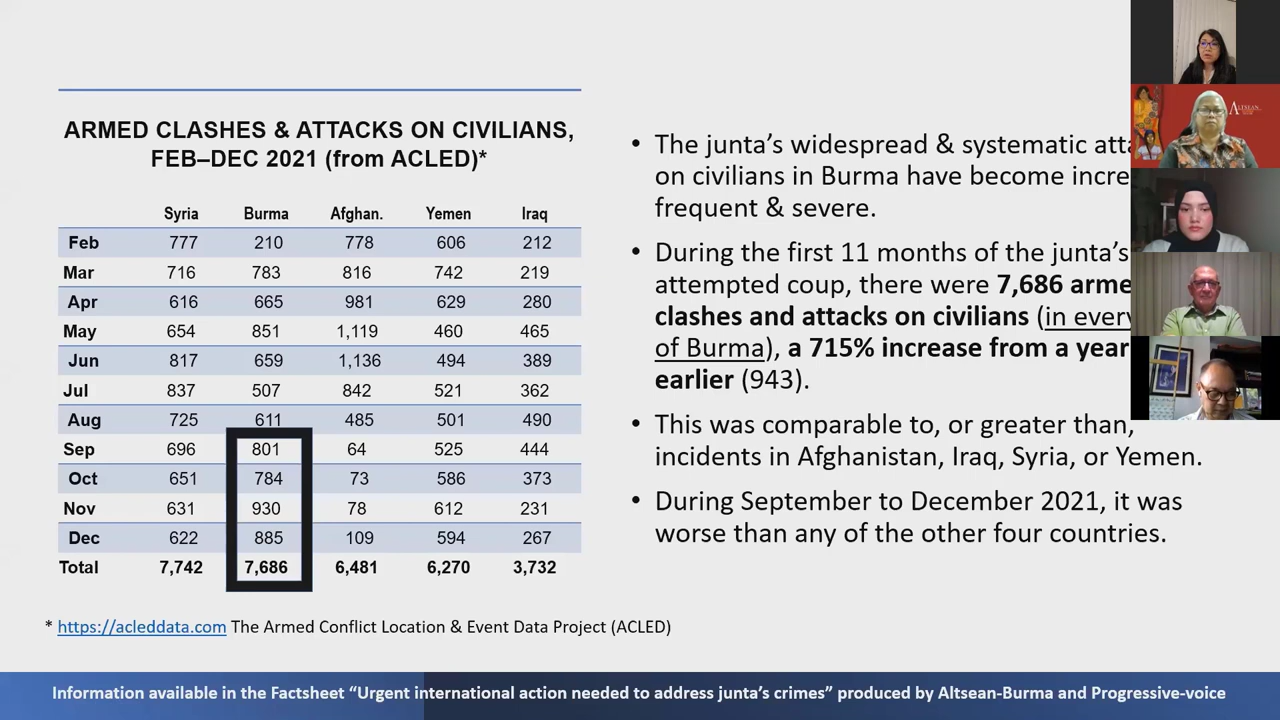 ARMED CLASHES & ATTACKS ON CIVILIANS,
FEB–DEC 2021 (from ACLED)*
Syria Burma Afghan. Yemen Iraq
Feb 777 210 778 606 212
Mar 716 783 816 742 219
Apr 616 665 981 629 280
May 654 851 1,119 460 465
Jun 817 659 1,136 494 389
Jul 837 507 842 521 362
Aug 725 611 485 501 490
Sep 696 801 64 525 444
Oct 651 784 73 586 373
Nov 631 930 78 612 231
Dec 622 885 109 594 267
Total 7,742 7,686 6,481 6,270 3,732
* https://acleddata.com The Armed Conflict Location & Event Data Project (ACLED)
• The junta’s widespread & systematic atta
on civilians in Burma have become incre
frequent & severe.
• During the first 11 months of the junta’s
attempted coup, there were 7,686 arme
clashes and attacks on civilians (in every
of Burma), a 715% increase from a year
earlier (943).
• This was comparable to, or greater than,
incidents in Afghanistan, Iraq, Syria, or Yemen.
• During September to December 2021, it was
worse than any of the other four countries.
ALTSEAN
Information available in the Factsheet “Urgent international action needed to address junta’s crimes” produced by Altsean-Burma and Progressive-voice